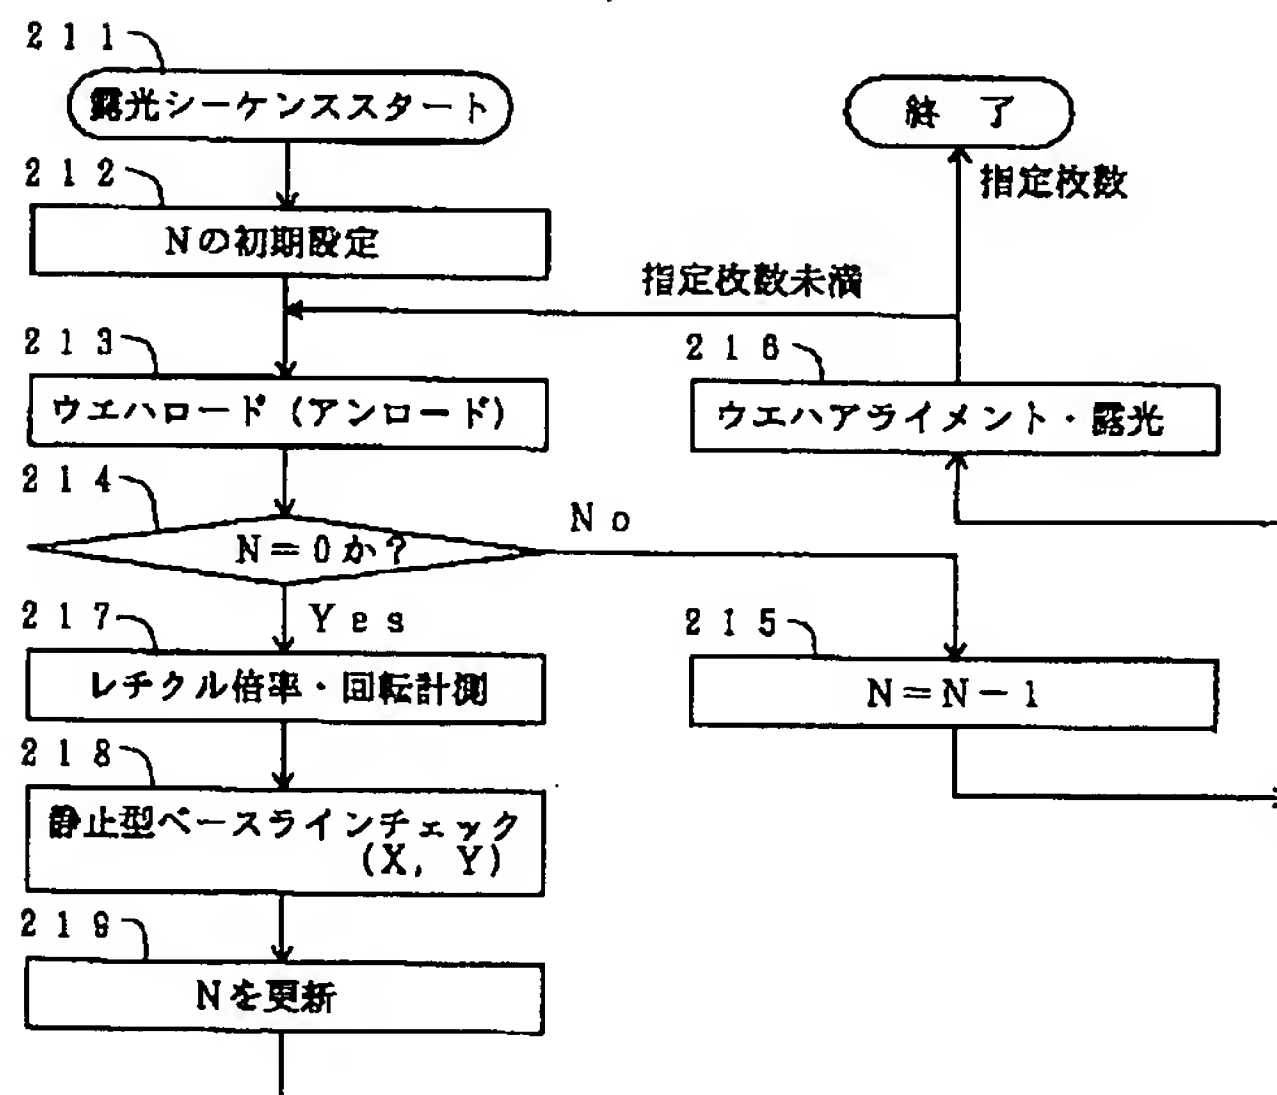 211
露光シーケンススタート
212
Nの初期設定
213
ウエハロード(アンロード)
214
N=0か?
No
Yes
217
レチクル倍率・回転計測
218
静止型ベースラインチェック
(X, Y)
219
Nを更新
終 了
指定枚数
指定枚数未満
216
ウエハアライメント・露光
215
N=N-1